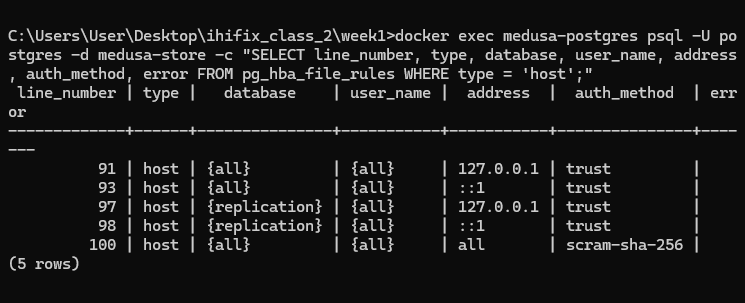 C:\Users\User\Desktop\ihifix_class_2\week1>docker exec medusa-postgres psql -U po
stgres -d medusa-store -c "SELECT line_number, type, database, user_name, address
, auth_method, error FROM pg_hba_file_rules WHERE type = 'host';"
 line_number | type |   database    | user_name |  address  |  auth_method  | err
or
-------------+------+---------------+-----------+-----------+---------------+----
---
          91 | host | {all}         | {all}     | 127.0.0.1 | trust         |
          93 | host | {all}         | {all}     | ::1       | trust         |
          97 | host | {replication} | {all}     | 127.0.0.1 | trust         |
          98 | host | {replication} | {all}     | ::1       | trust         |
         100 | host | {all}         | {all}     | all       | scram-sha-256 |
(5 rows)